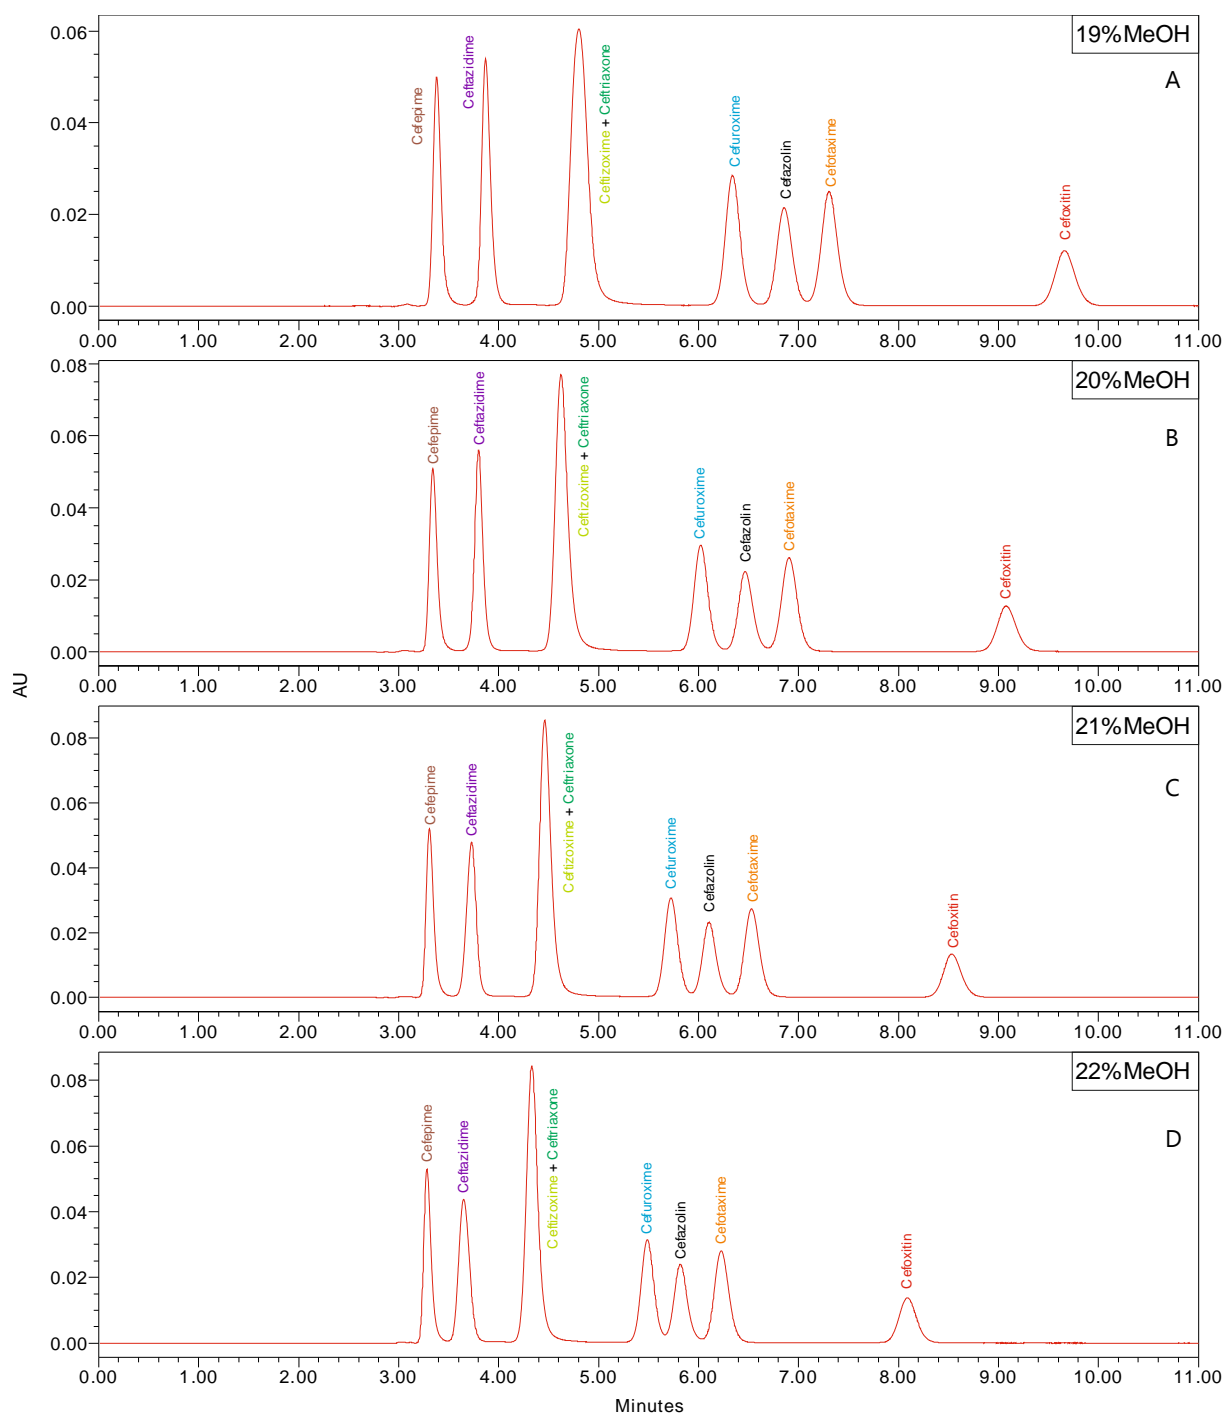 19%MeOH
A
0.06
0.04
0.02
0.00
Cefepime
Ceftazidime
Ceftizoxime + Ceftriaxone
Cefuroxime
Cefazolin
Cefotaxime
Cefoxitin
0.00 1.00 2.00 3.00 4.00 5.00 6.00 7.00 8.00 9.00 10.00 11.00
20%MeOH
B
0.08
0.06
0.04
0.02
0.00
Cefepime
Ceftazidime
Ceftizoxime + Ceftriaxone
Cefuroxime
Cefazolin
Cefotaxime
Cefoxitin
0.00 1.00 2.00 3.00 4.00 5.00 6.00 7.00 8.00 9.00 10.00 11.00
AU
21%MeOH
C
0.08
0.06
0.04
0.02
0.00
Cefepime
Ceftazidime
Ceftizoxime + Ceftriaxone
Cefuroxime
Cefazolin
Cefotaxime
Cefoxitin
0.00 1.00 2.00 3.00 4.00 5.00 6.00 7.00 8.00 9.00 10.00 11.00
22%MeOH
D
0.08
0.06
0.04
0.02
0.00
Cefepime
Ceftazidime
Ceftizoxime + Ceftriaxone
Cefuroxime
Cefazolin
Cefotaxime
Cefoxitin
0.00 1.00 2.00 3.00 4.00 5.00 6.00 7.00 8.00 9.00 10.00 11.00
Minutes